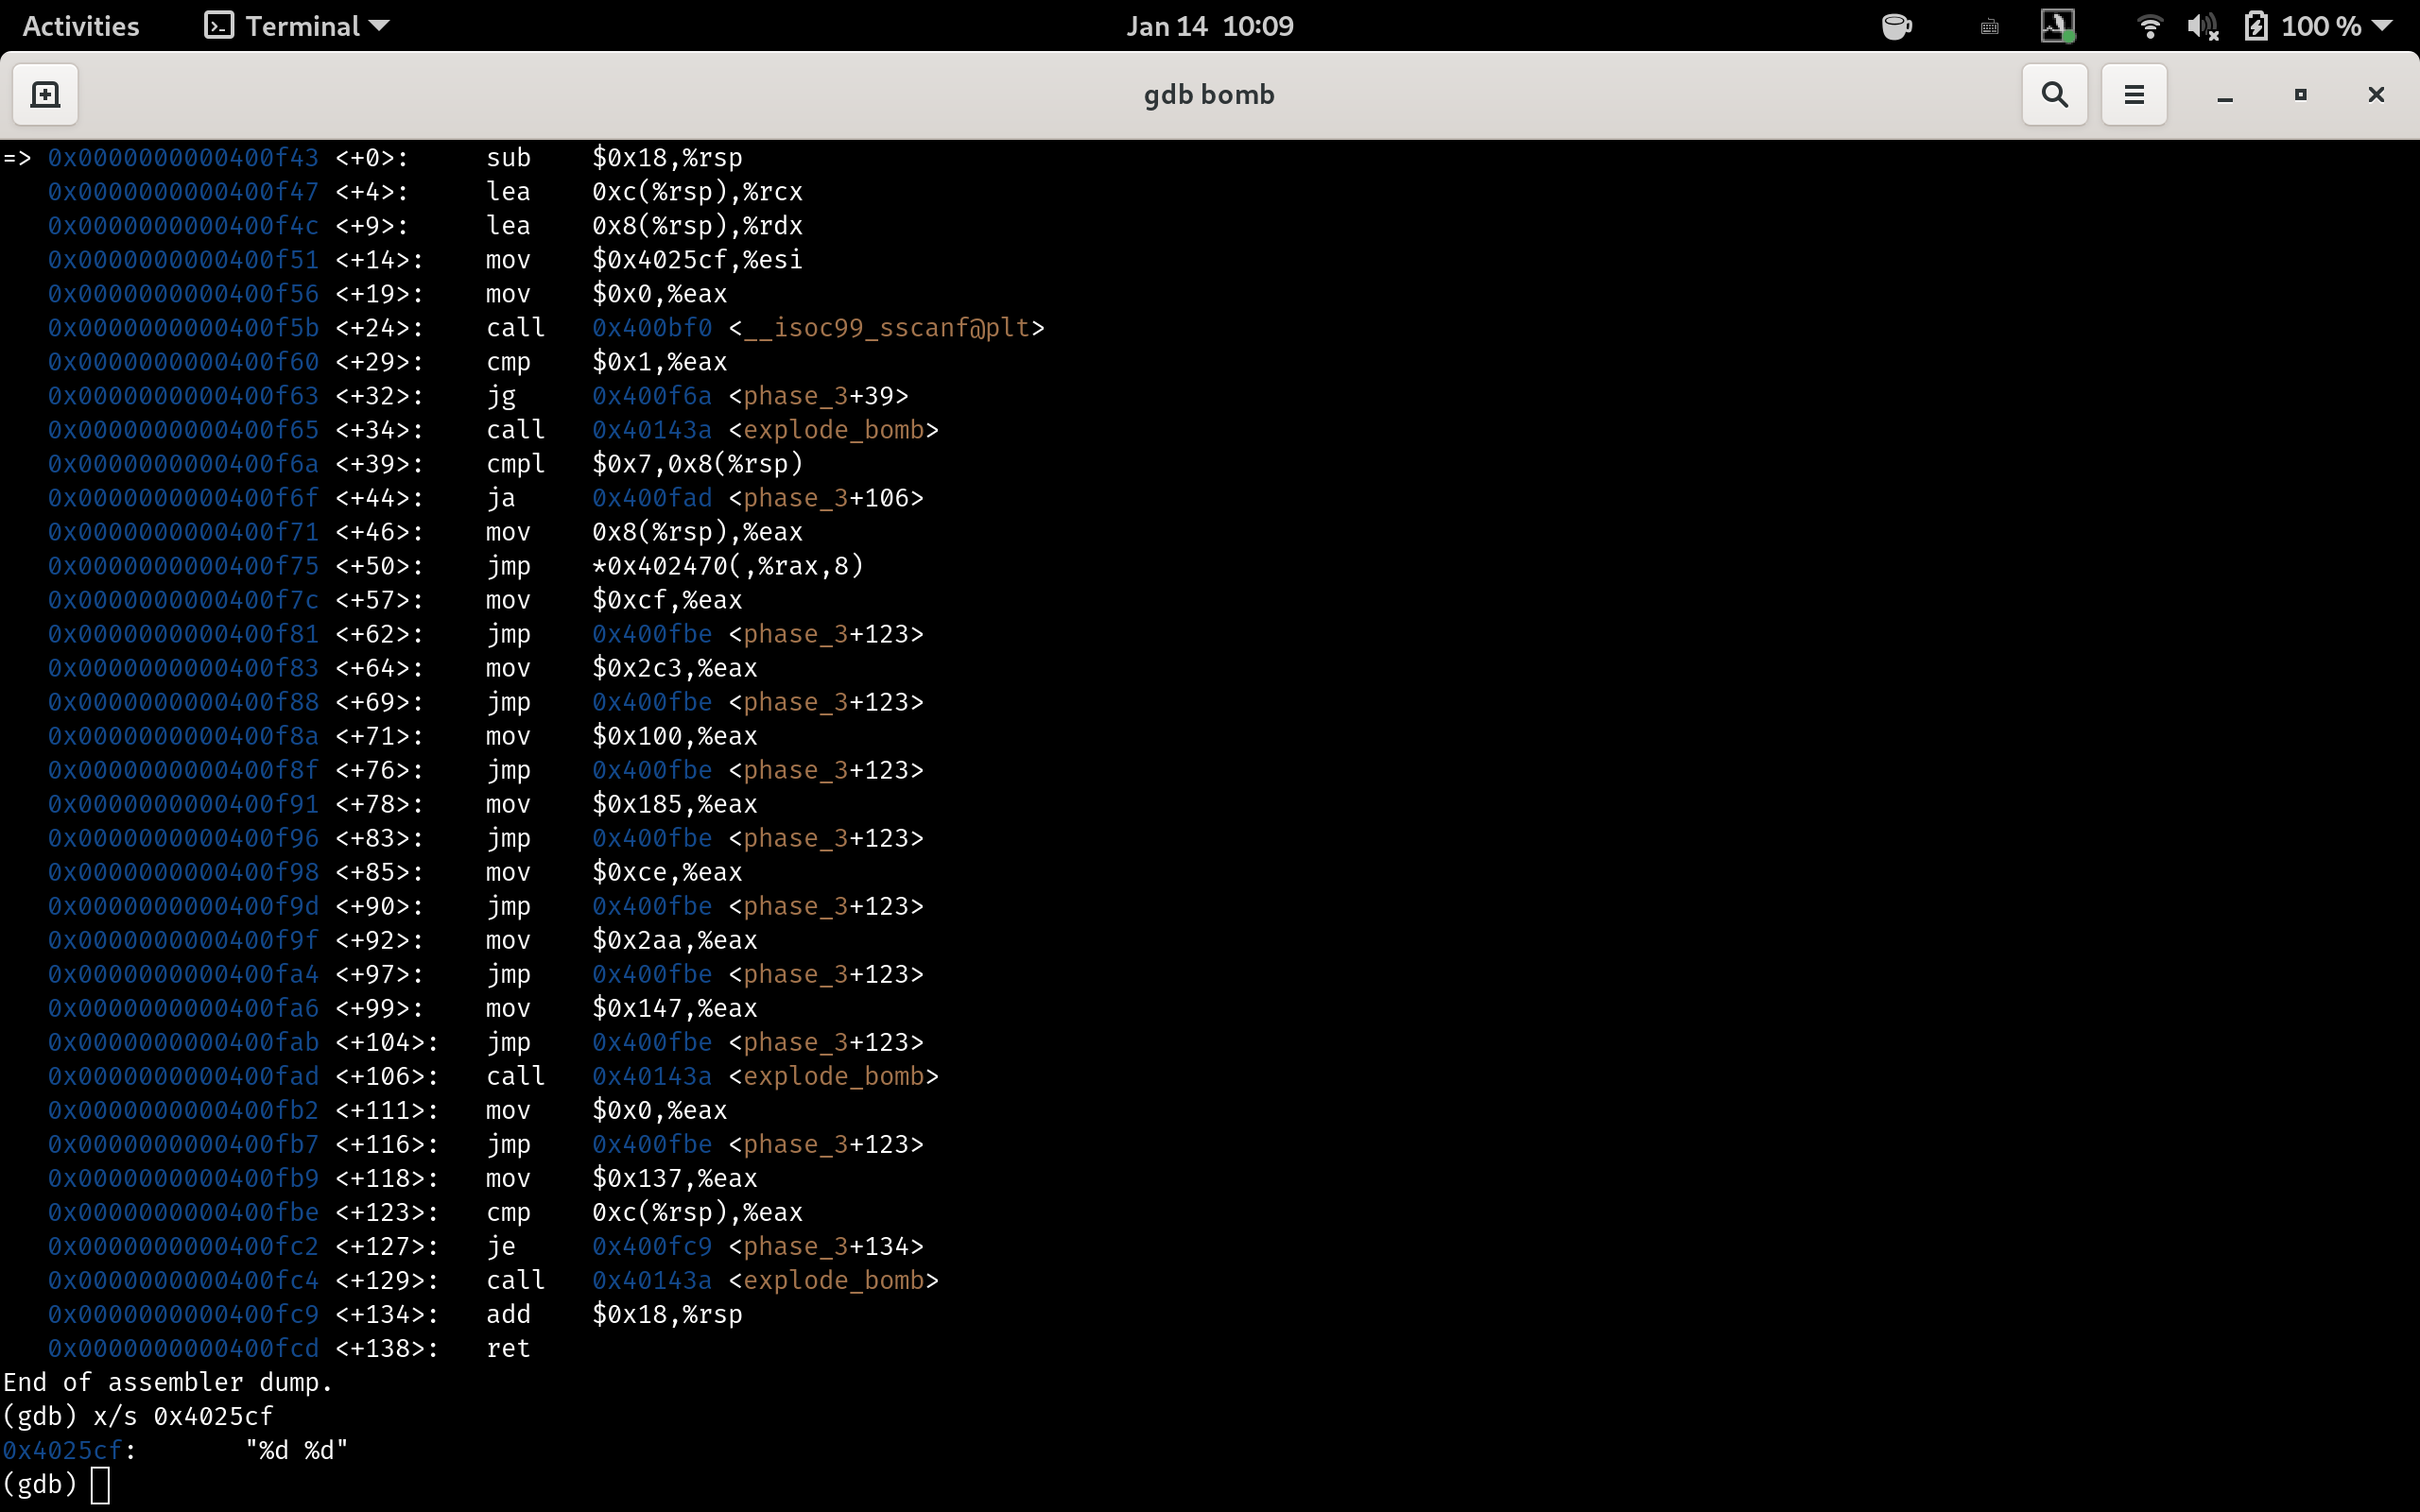 Activities Terminal Jan 14 10:09 100 %
gdb bomb
=> 0x0000000000400f43 <+0>: sub $0x18,%rsp
0x0000000000400f47 <+4>: lea 0xc(%rsp),%rcx
0x0000000000400f4c <+9>: lea 0x8(%rsp),%rdx
0x0000000000400f51 <+14>: mov $0x4025cf,%esi
0x0000000000400f56 <+19>: mov $0x0,%eax
0x0000000000400f5b <+24>: call 0x400bf0 <__isoc99_sscanf@plt>
0x0000000000400f60 <+29>: cmp $0x1,%eax
0x0000000000400f63 <+32>: jg 0x400f6a <phase_3+39>
0x0000000000400f65 <+34>: call 0x40143a <explode_bomb>
0x0000000000400f6a <+39>: cmpl $0x7,0x8(%rsp)
0x0000000000400f6f <+44>: ja 0x400fad <phase_3+106>
0x0000000000400f71 <+46>: mov 0x8(%rsp),%eax
0x0000000000400f75 <+50>: jmp *0x402470(,%rax,8)
0x0000000000400f7c <+57>: mov $0xcf,%eax
0x0000000000400f81 <+62>: jmp 0x400fbe <phase_3+123>
0x0000000000400f83 <+64>: mov $0x2c3,%eax
0x0000000000400f88 <+69>: jmp 0x400fbe <phase_3+123>
0x0000000000400f8a <+71>: mov $0x100,%eax
0x0000000000400f8f <+76>: jmp 0x400fbe <phase_3+123>
0x0000000000400f91 <+78>: mov $0x185,%eax
0x0000000000400f96 <+83>: jmp 0x400fbe <phase_3+123>
0x0000000000400f98 <+85>: mov $0xce,%eax
0x0000000000400f9d <+90>: jmp 0x400fbe <phase_3+123>
0x0000000000400f9f <+92>: mov $0x2aa,%eax
0x0000000000400fa4 <+97>: jmp 0x400fbe <phase_3+123>
0x0000000000400fa6 <+99>: mov $0x147,%eax
0x0000000000400fab <+104>: jmp 0x400fbe <phase_3+123>
0x0000000000400fad <+106>: call 0x40143a <explode_bomb>
0x0000000000400fb2 <+111>: mov $0x0,%eax
0x0000000000400fb7 <+116>: jmp 0x400fbe <phase_3+123>
0x0000000000400fb9 <+118>: mov $0x137,%eax
0x0000000000400fbe <+123>: cmp 0xc(%rsp),%eax
0x0000000000400fc2 <+127>: je 0x400fc9 <phase_3+134>
0x0000000000400fc4 <+129>: call 0x40143a <explode_bomb>
0x0000000000400fc9 <+134>: add $0x18,%rsp
0x0000000000400fcd <+138>: ret
End of assembler dump.
(gdb) x/s 0x4025cf
0x4025cf: "%d %d"
(gdb)